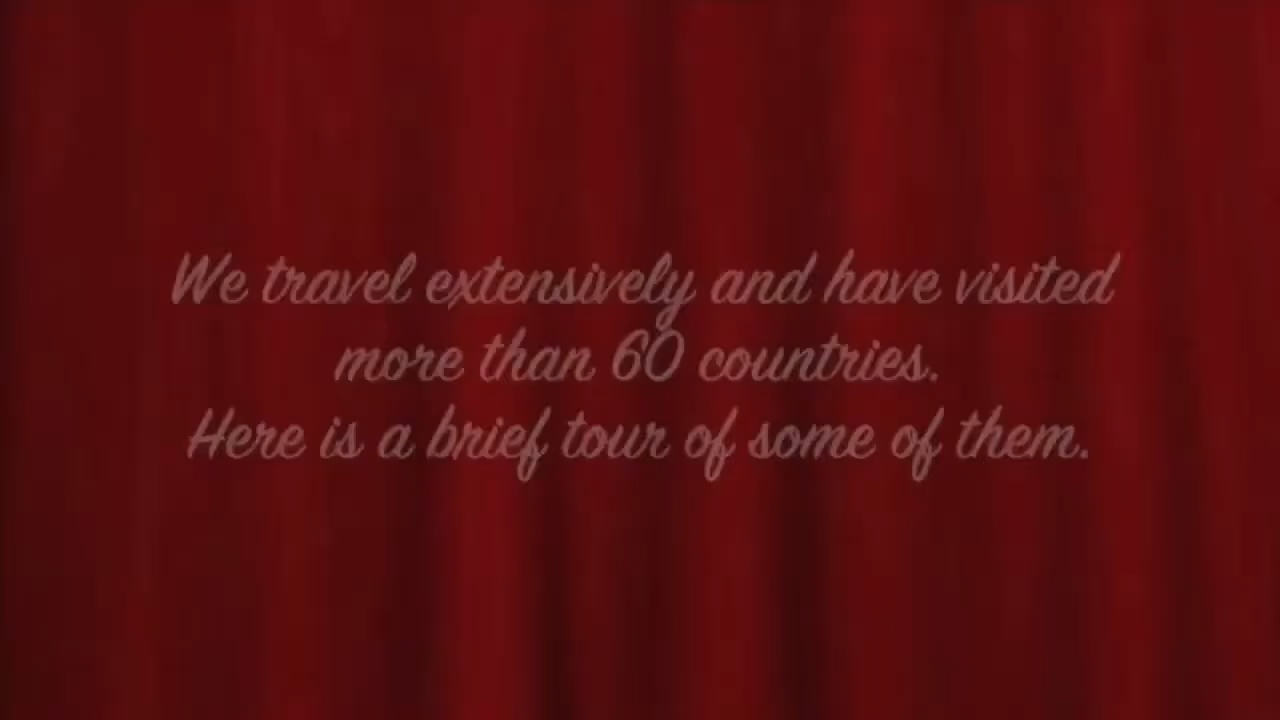 We travel extensively and have visited
more than 60 countries.
Here is a brief tour of some of them.